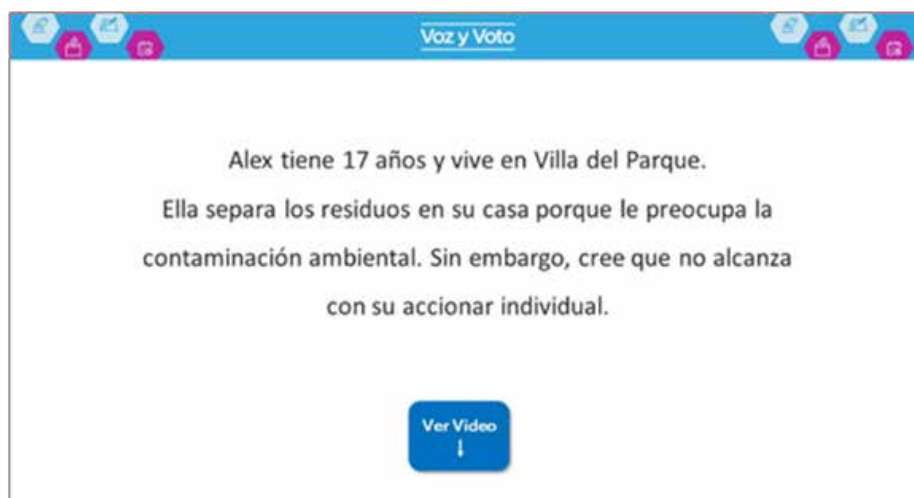 Voz y Voto
Alex tiene 17 años y vive en Villa del Parque.
Ella separa los residuos en su casa porque le preocupa la
contaminación ambiental. Sin embargo, cree que no alcanza
con su accionar individual.
Ver Video